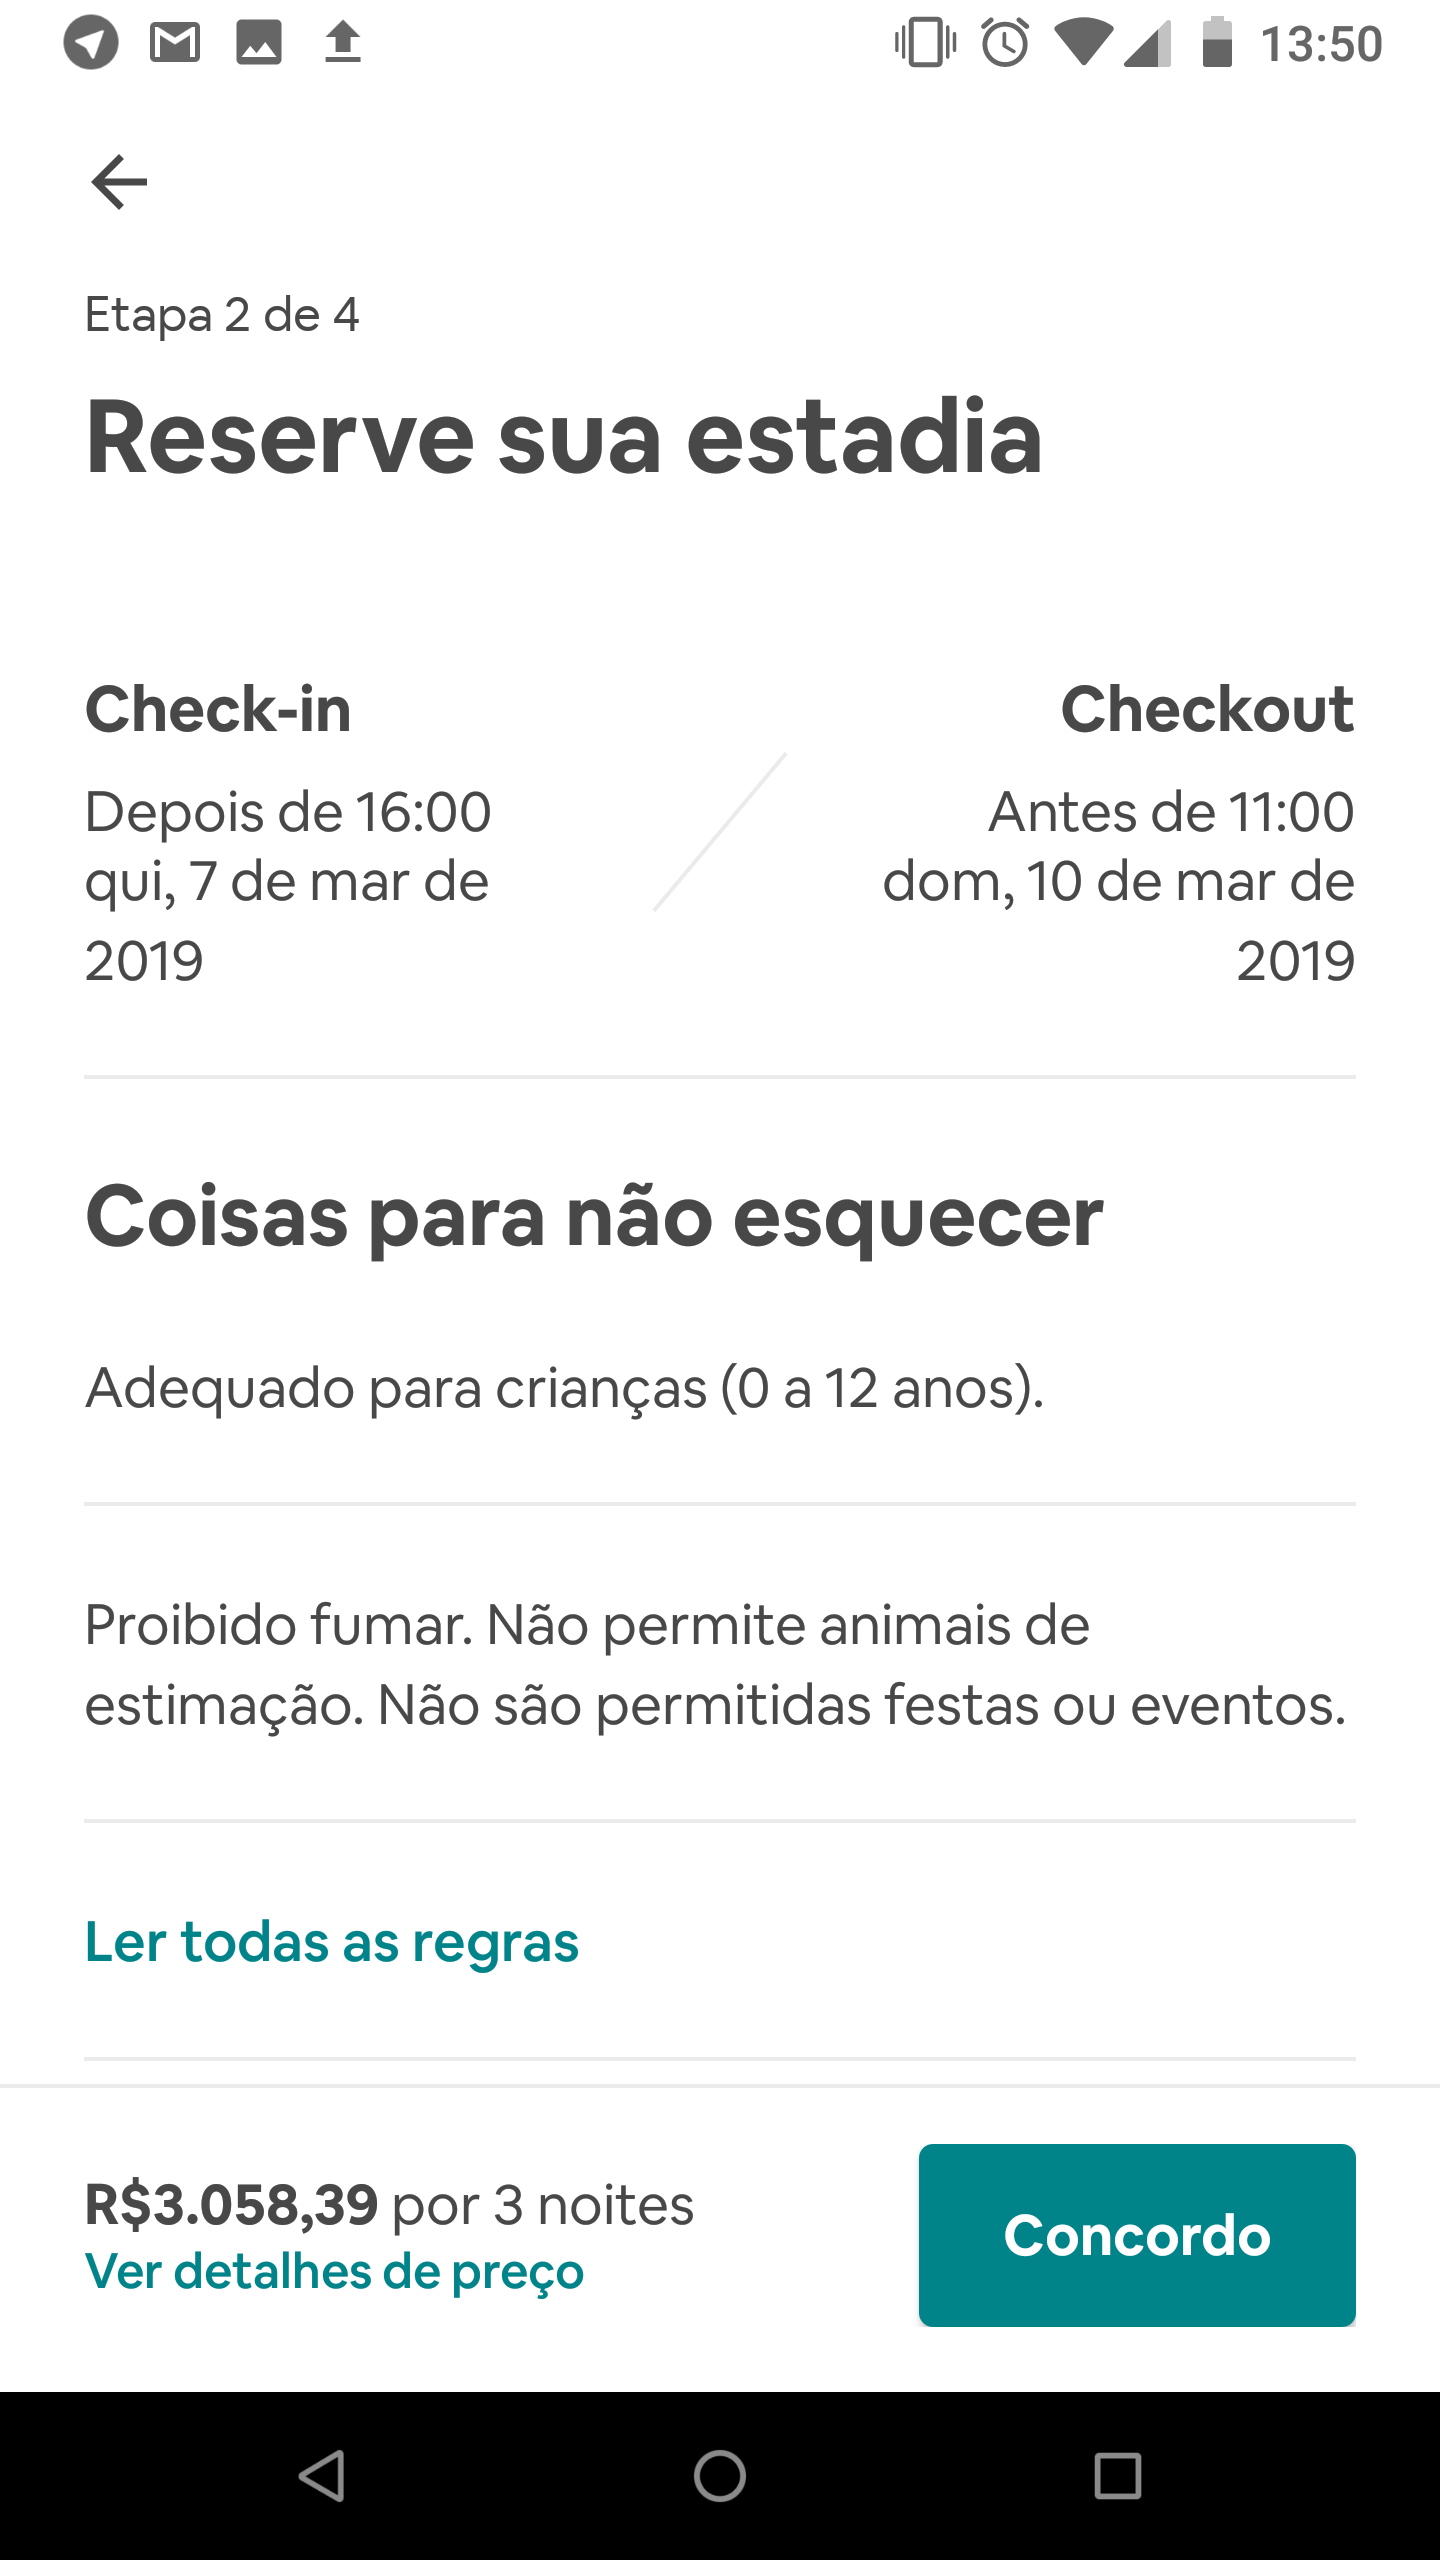 13:50
Etapa 2 de 4
Reserve sua estadia
Check-in
Depois de 16:00
qui, 7 de mar de
2019
Checkout
Antes de 11:00
dom, 10 de mar de
2019
Coisas para não esquecer
Adequado para crianças (0 a 12 anos).
Proibido fumar. Não permite animais de
estimação. Não são permitidas festas ou eventos.
Ler todas as regras
R$3.058,39 por 3 noites
Ver detalhes de preço
Concordo